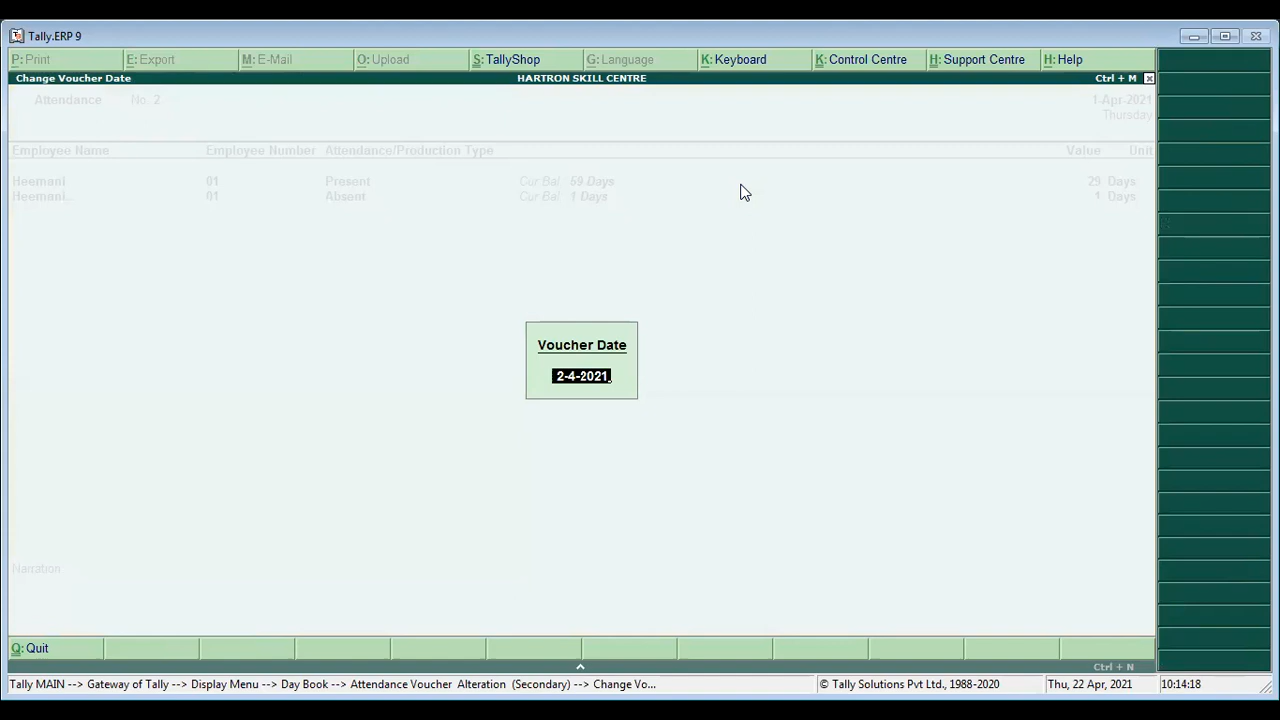 Tally.ERP 9
P: Print E: Export M: E-Mail O: Upload S: TallyShop G: Language K: Keyboard K: Control Centre H: Support Centre H: Help
Change Voucher Date HARTRON SKILL CENTRE Ctrl + M
Attendance No. 2 1-Apr-2021
Thursday
Employee Name Employee Number Attendance/Production Type Value Unit
Heemani 01 Present Cur Bal 59 Days 29 Days
Heemani.. 01 Absent Cur Bal 1 Days 1 Days
Voucher Date
2-4-2021
Narration
Q: Quit
Ctrl + N
Tally MAIN --> Gateway of Tally --> Display Menu --> Day Book --> Attendance Voucher Alteration (Secondary) --> Change Vo... © Tally Solutions Pvt Ltd., 1988-2020 Thu, 22 Apr, 2021 10:14:18